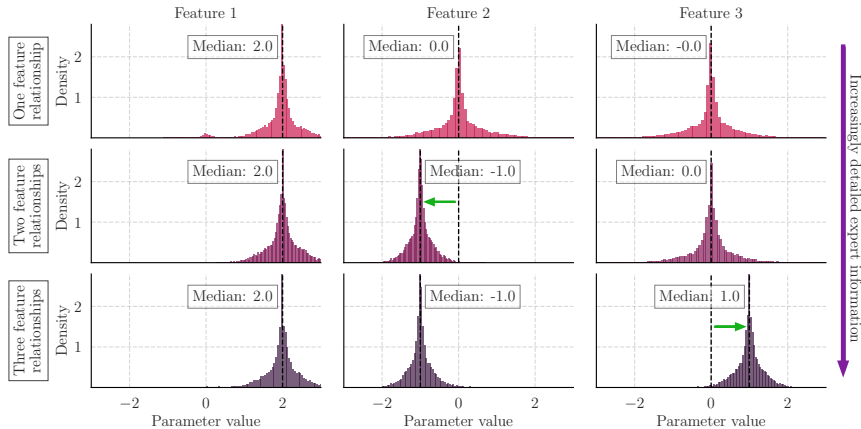 Feature 1
Feature 2
Feature 3
One feature
relationship
Density
2
1
Median: 2.0
Median: 0.0
Median: -0.0
Two feature
relationships
Density
2
1
Median: 2.0
Median: -1.0
Median: 0.0
Three feature
relationships
Density
2
1
Median: 2.0
Median: -1.0
Median: 1.0
−2 0 2
−2 0 2
−2 0 2
Parameter value
Parameter value
Parameter value
Increasingly detailed expert information